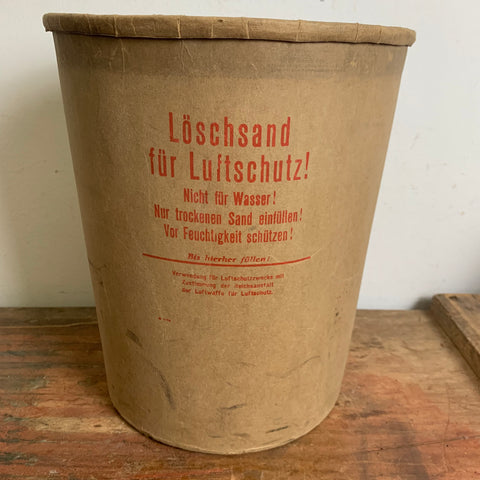 Löschsand
für Luftschutz!
Nicht für Wasser!
Nur trockenen Sand einfüllen!
Vor Feuchtigkeit schützen!
Bis hierher füllen!
Verwendung für Luftschutzzwecke mit
Zustimmung der Reichsanstalt
der Luftwaffe für Luftschutz.